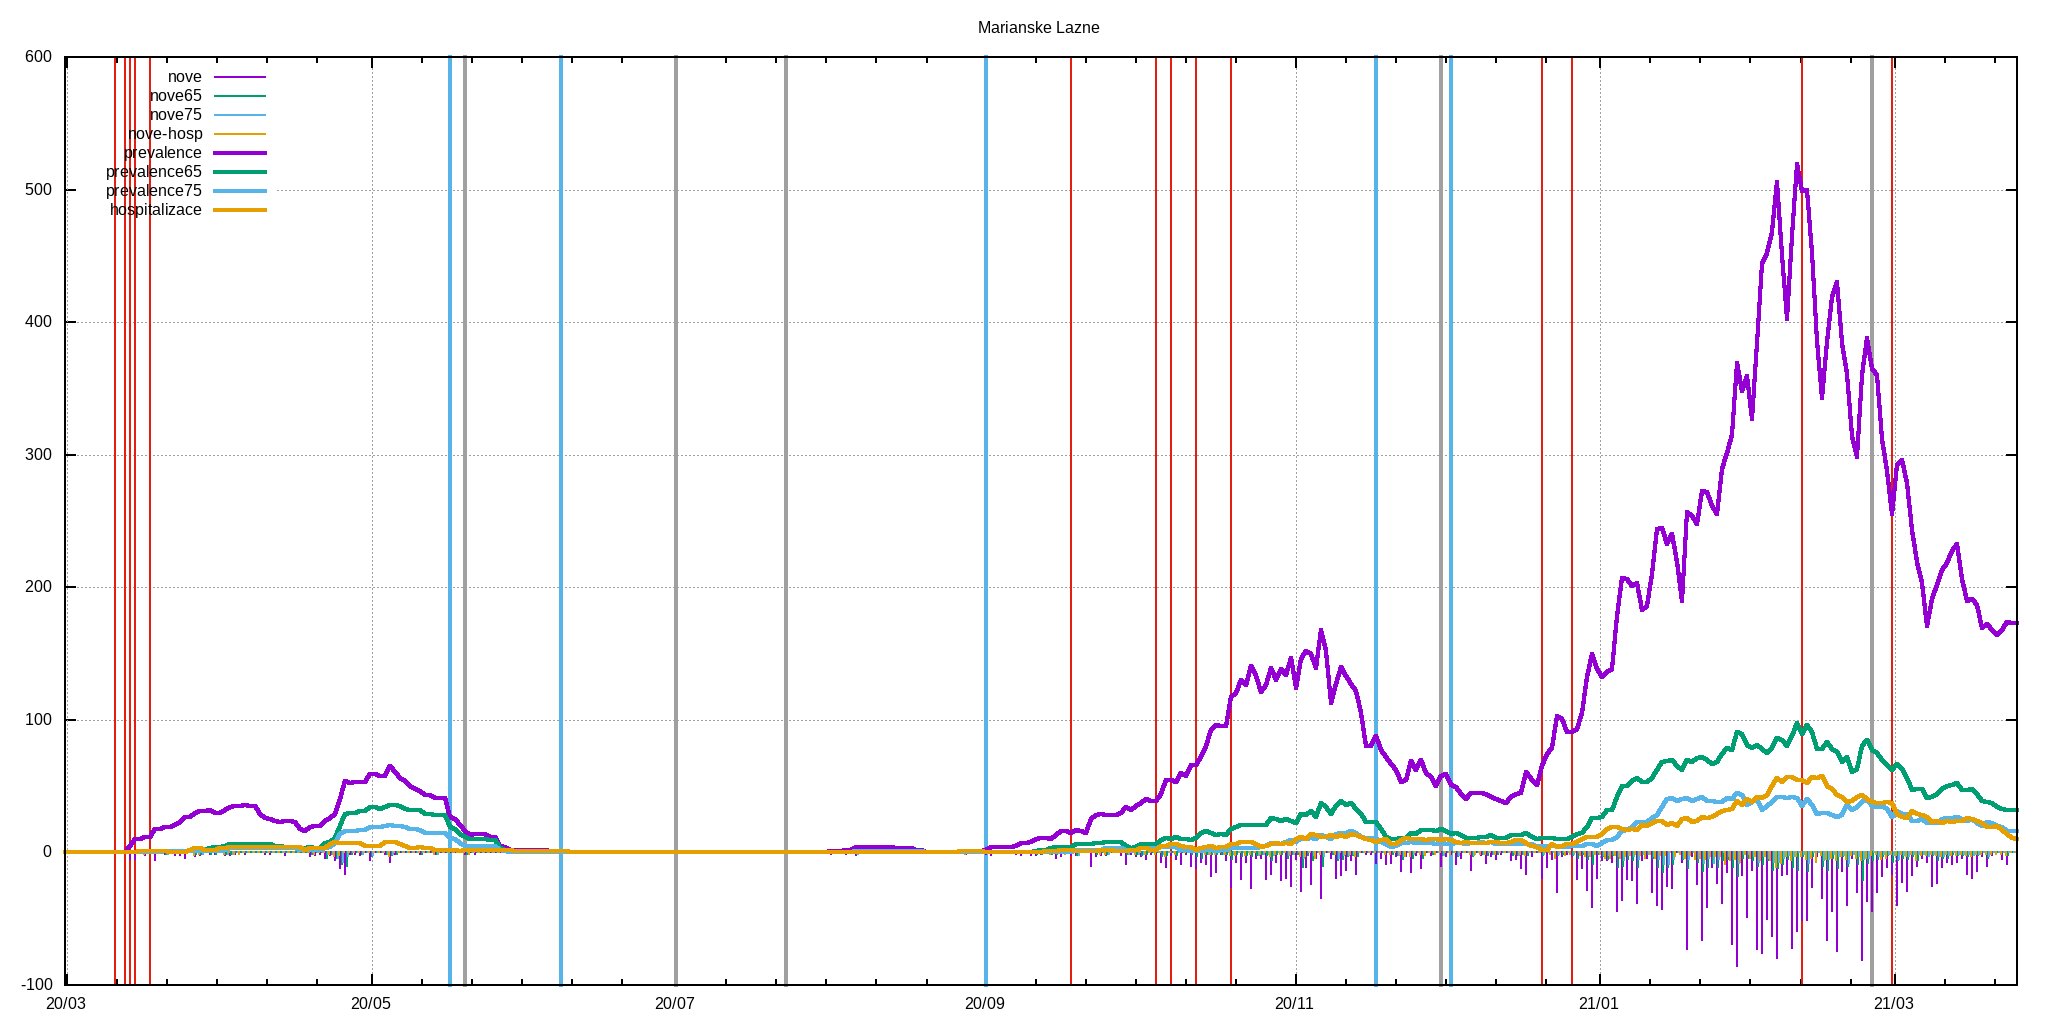 Marianske Lazne
600
nove
nove65
nove75
nove-hosp
prevalence
prevalence65
prevalence75
hospitalizace
500
400
300
200
100
0
-100
20/03 20/05 20/07 20/09 20/11 21/01 21/03